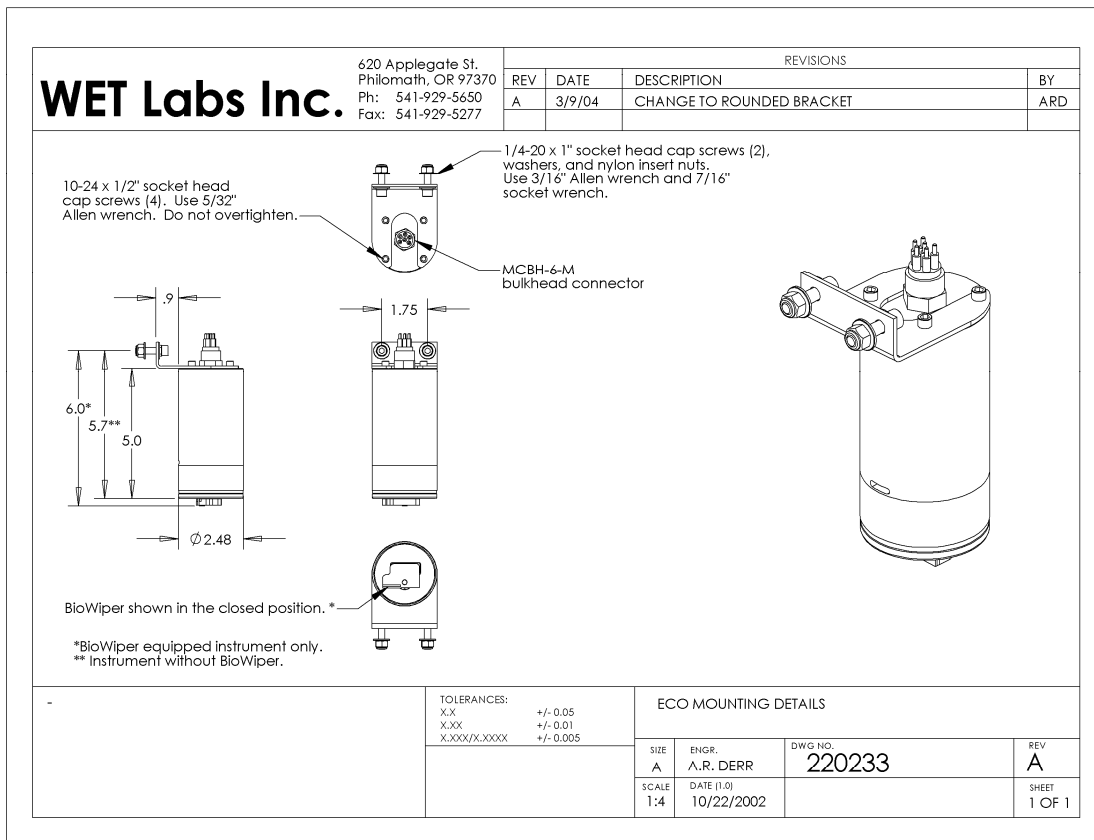 WET Labs Inc.
620 Applegate St.
Philomath, OR 97370
Ph: 541-929-5650
Fax: 541-929-5277
REVISIONS
REV DATE DESCRIPTION BY
A 3/9/04 CHANGE TO ROUNDED BRACKET ARD
1/4-20 x 1" socket head cap screws (2),
washers, and nylon insert nuts.
Use 3/16" Allen wrench and 7/16"
socket wrench.
10-24 x 1/2" socket head
cap screws (4). Use 5/32"
Allen wrench. Do not overtighten.
MCBH-6-M
bulkhead connector
.9
1.75
6.0*
5.7**
5.0
Ø2.48
BioWiper shown in the closed position. *
*BioWiper equipped instrument only.
** Instrument without BioWiper.
-
TOLERANCES:
X.X +/- 0.05
X.XX +/- 0.01
X.XXX/X.XXXX +/- 0.005
ECO MOUNTING DETAILS
SIZE ENGR. DWG NO. REV
A A.R. DERR 220233 A
SCALE DATE (1.0) SHEET
1:4 10/22/2002 1 OF 1